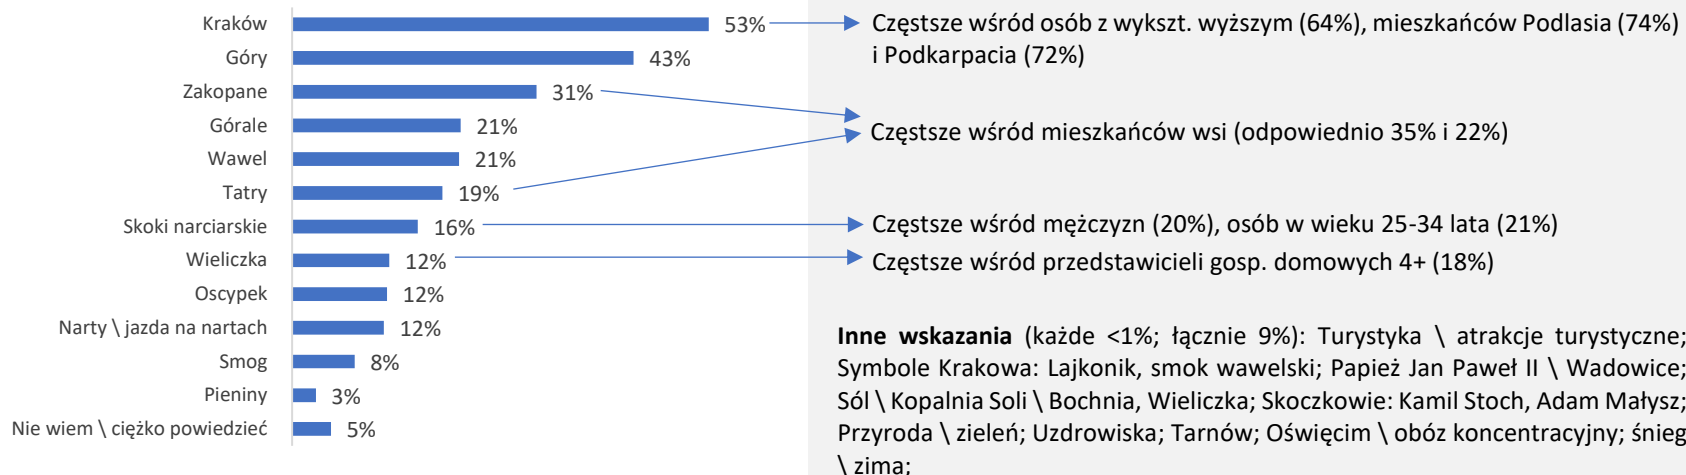 Kraków 53%
Góry 43%
Zakopane 31%
Górale 21%
Wawel 21%
Tatry 19%
Skoki narciarskie 16%
Wieliczka 12%
Oscypek 12%
Narty \ jazda na nartach 12%
Smog 8%
Pieniny 3%
Nie wiem \ ciężko powiedzieć 5%
Częstsze wśród osób z wykszt. wyższym (64%), mieszkańców Podlasia (74%)
i Podkarpacia (72%)
Częstsze wśród mieszkańców wsi (odpowiednio 35% i 22%)
Częstsze wśród mężczyzn (20%), osób w wieku 25-34 lata (21%)
Częstsze wśród przedstawicieli gosp. domowych 4+ (18%)
Inne wskazania (każde <1%; łącznie 9%): Turystyka \ atrakcje turystyczne;
Symbole Krakowa: Lajkonik, smok wawelski; Papież Jan Paweł II \ Wadowice;
Sól \ Kopalnia Soli \ Bochnia, Wieliczka; Skoczkowie: Kamil Stoch, Adam Małysz;
Przyroda \ zieleń; Uzdrowiska; Tarnów; Oświęcim \ obóz koncentracyjny; śnieg
\ zima;